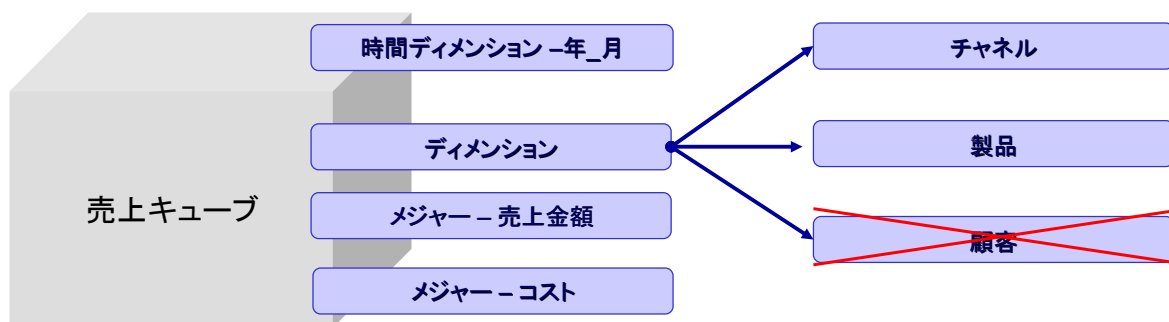 時間ディメンション –年_月
チャネル
ディメンション
製品
売上キューブ
メジャー – 売上金額
顧客
メジャー – コスト